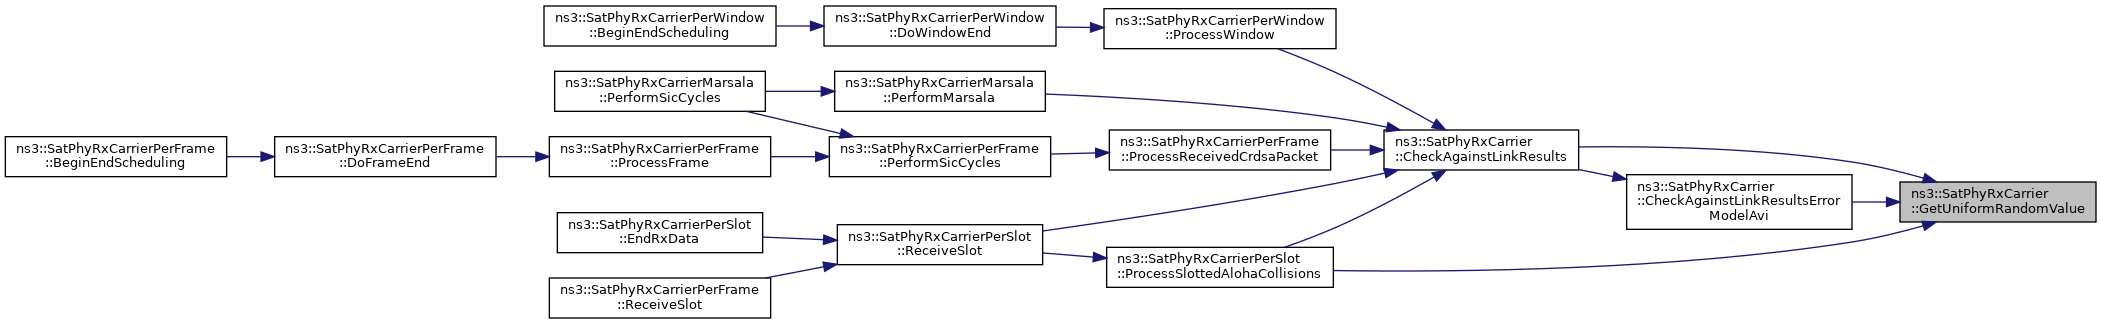 ns3::SatPhyRxCarrierPerWindow
::BeginEndScheduling
ns3::SatPhyRxCarrierPerWindow
::DoWindowEnd
ns3::SatPhyRxCarrierPerWindow
::ProcessWindow
ns3::SatPhyRxCarrierMarsala
::PerformSicCycles
ns3::SatPhyRxCarrierMarsala
::PerformMarsala
ns3::SatPhyRxCarrierPerFrame
::BeginEndScheduling
ns3::SatPhyRxCarrierPerFrame
::DoFrameEnd
ns3::SatPhyRxCarrierPerFrame
::ProcessFrame
ns3::SatPhyRxCarrierPerFrame
::PerformSicCycles
ns3::SatPhyRxCarrierPerFrame
::ProcessReceivedCrdsaPacket
ns3::SatPhyRxCarrier
::CheckAgainstLinkResults
ns3::SatPhyRxCarrier
::CheckAgainstLinkResultsError
ModelAvi
ns3::SatPhyRxCarrier
::GetUniformRandomValue
ns3::SatPhyRxCarrierPerSlot
::EndRxData
ns3::SatPhyRxCarrierPerSlot
::ReceiveSlot
ns3::SatPhyRxCarrierPerSlot
::ProcessSlottedAlohaCollisions
ns3::SatPhyRxCarrierPerFrame
::ReceiveSlot